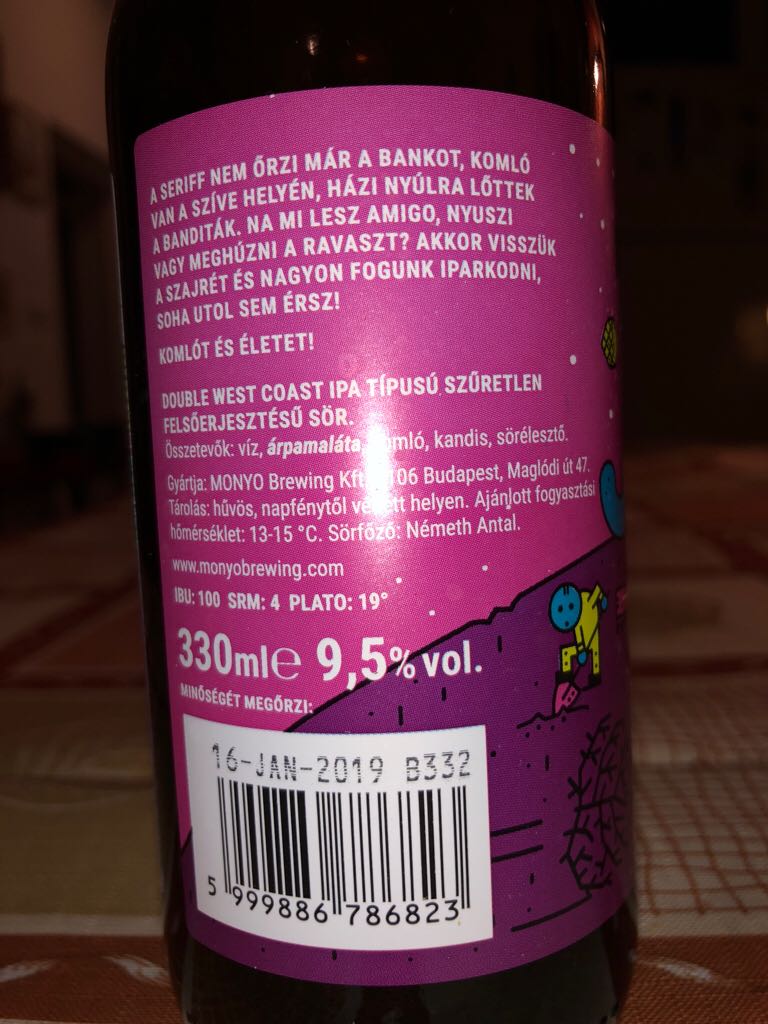 A SERIFF NEM ŐRZI MÁR A BANKOT, KOMLÓ
VAN A SZÍVE HELYÉN, HÁZI NYÚLRA LŐTTEK
A BANDITÁK. NA MI LESZ AMIGO, NYUSZI
VAGY MEGHÚZNI A RAVASZT? AKKOR VISSZÜK
A SZAJRÉT ÉS NAGYON FOGUNK IPARKODNI,
SOHA UTOL SEM ÉRSZ!
KOMLÓT ÉS ÉLETET!
DOUBLE WEST COAST IPA TÍPUSÚ SZŰRETLEN
FELSŐERJESZTÉSŰ SÖR.
Összetevők: víz, árpamaláta, komló, kandis, sörélesztő.
Gyártja: MONYO Brewing Kft. 106 Budapest, Maglódi út 47.
Tárolás: hűvös, napfénytől védett helyen. Ajánlott fogyasztási
hőmérséklet: 13-15 °C. Sörfőző: Németh Antal.
www.monyobrewing.com
IBU: 100 SRM: 4 PLATO: 19°
330ml℮ 9,5% vol.
MINŐSÉGÉT MEGŐRZI:
16-JAN-2019 B332
5 999886 786823